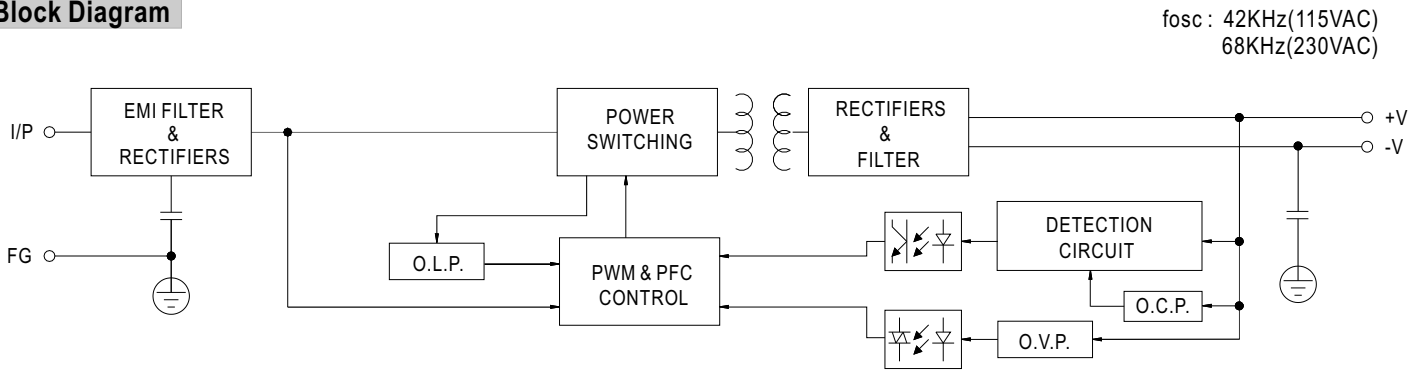 Block Diagram
fosc : 42KHz(115VAC)
68KHz(230VAC)
I/P
EMI FILTER
&
RECTIFIERS
POWER
SWITCHING
RECTIFIERS
&
FILTER
+V
-V
FG
O.L.P.
PWM & PFC
CONTROL
DETECTION
CIRCUIT
O.C.P.
O.V.P.